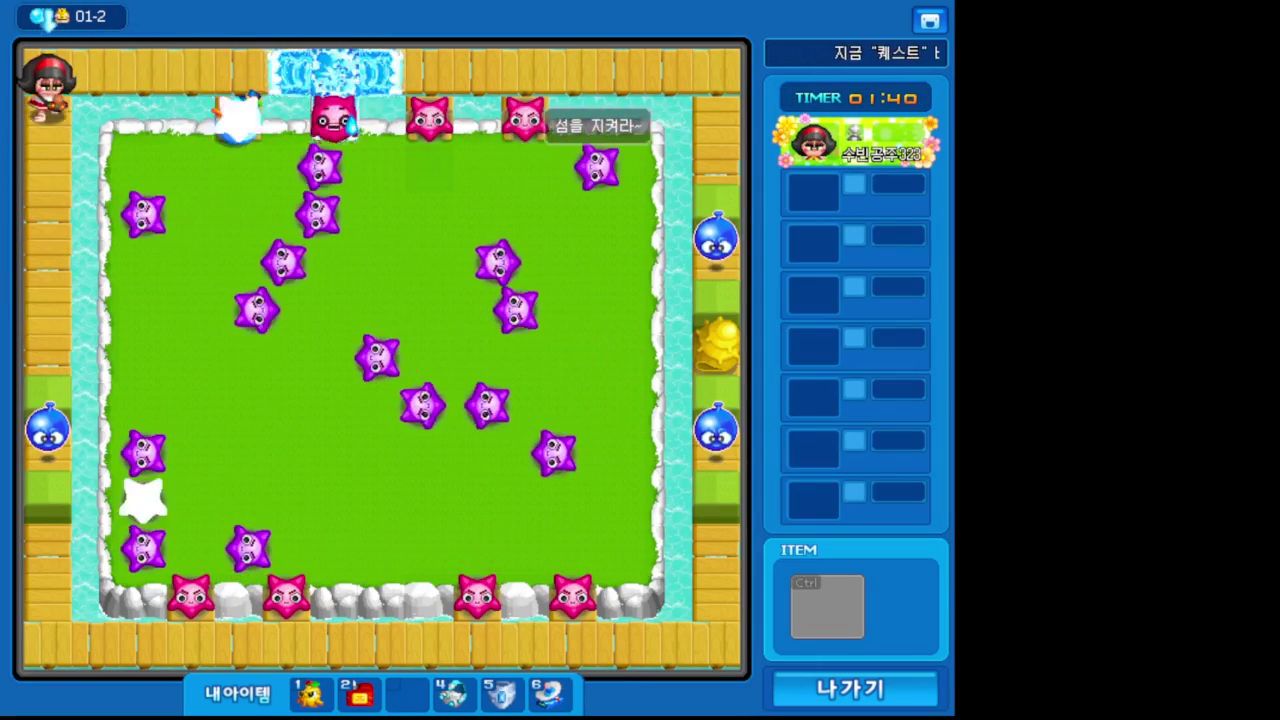 01-2
지금 "퀘스트"
TIMER 01:40
수빈공주323
섬을 지켜라~
ITEM
Ctrl
내아이템 1 2 4 5 6
나가기